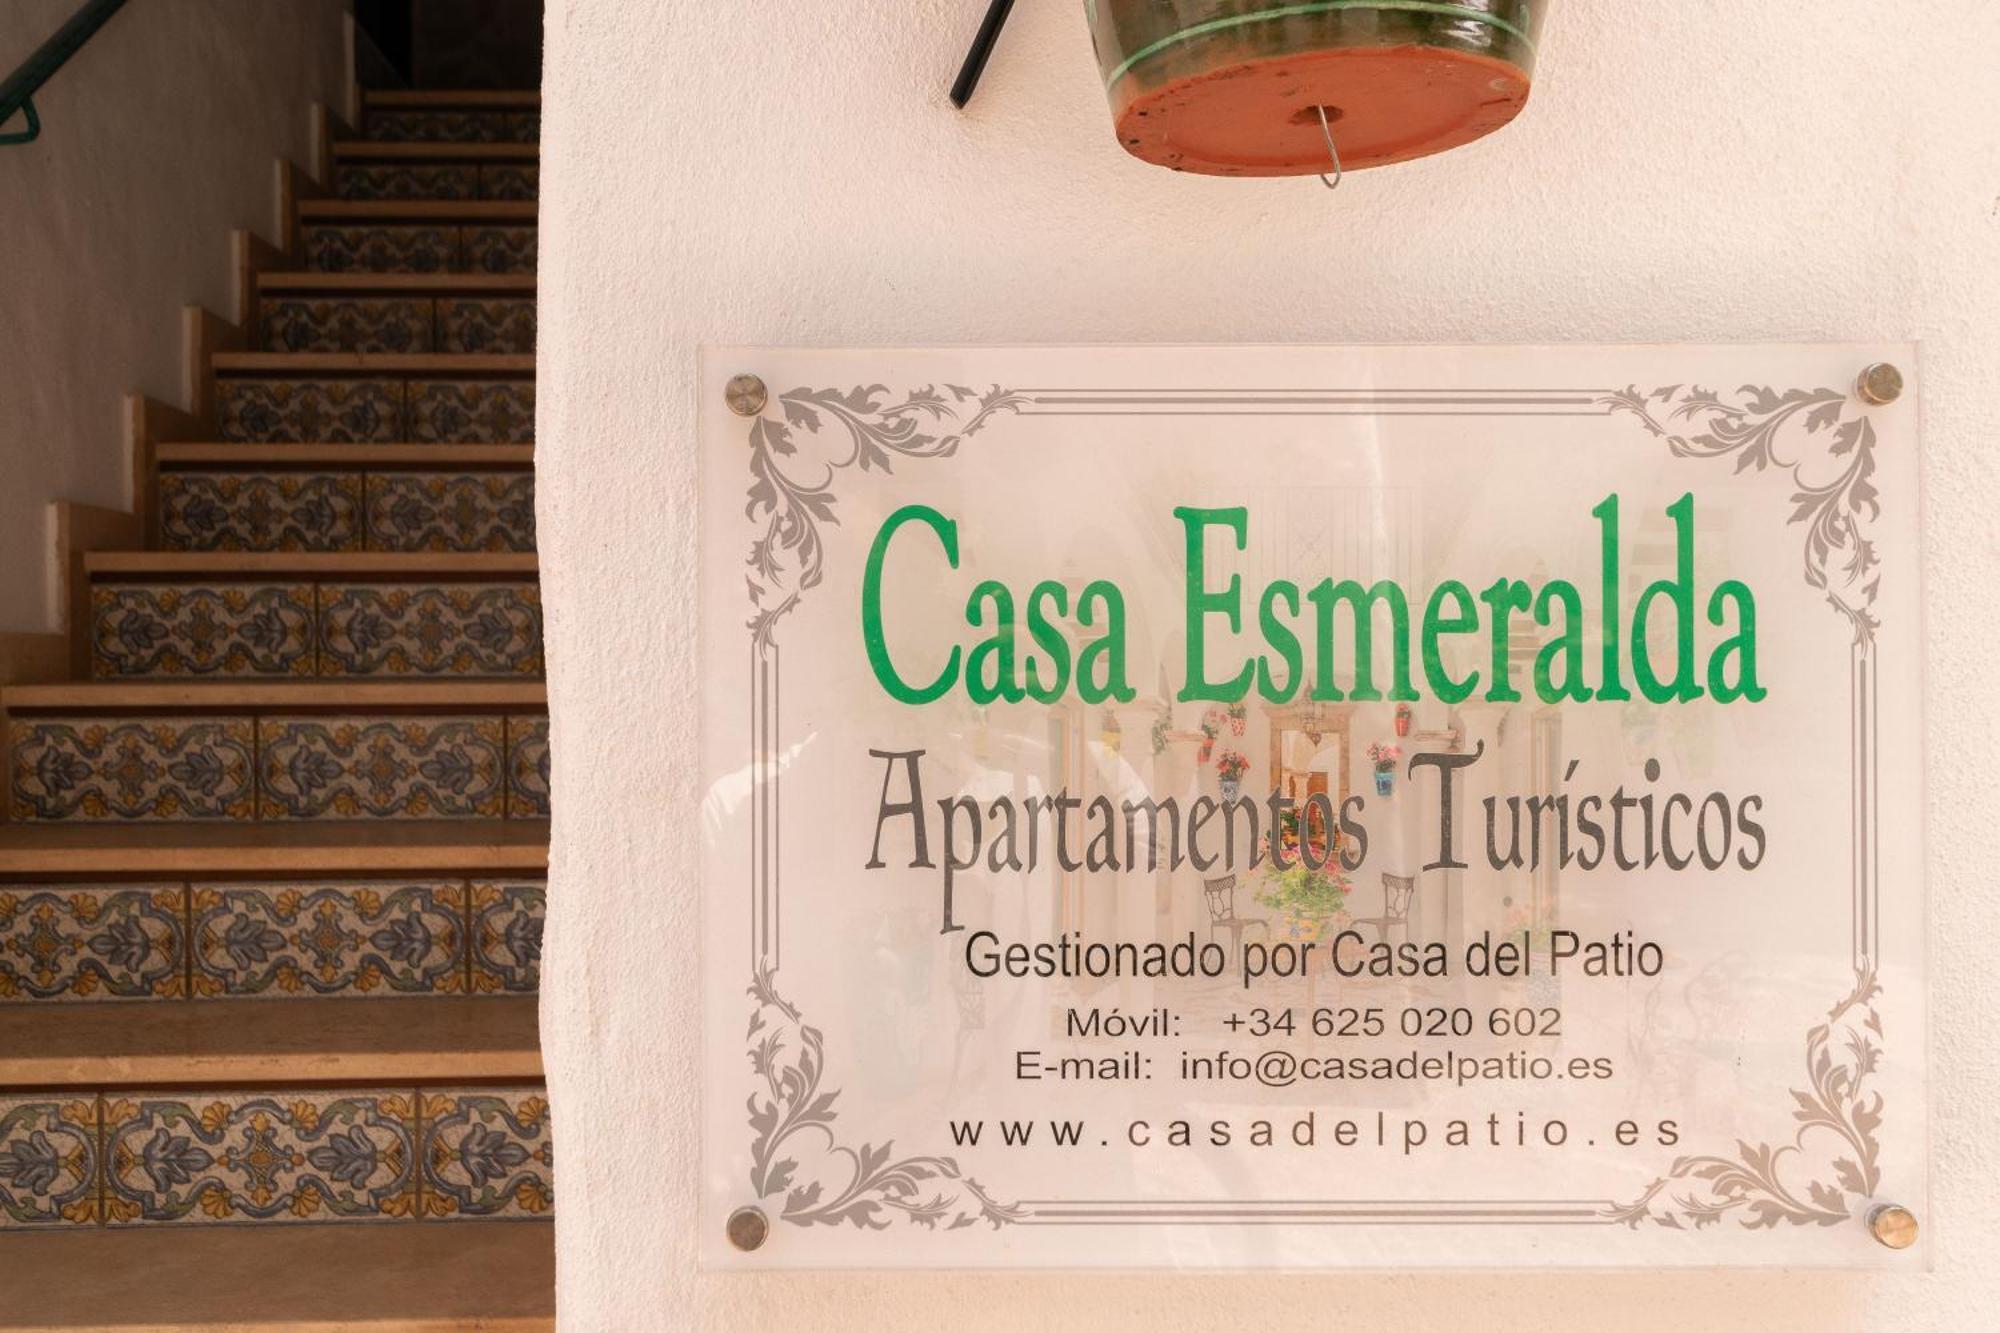 Casa Esmeralda
Apartamentos Turísticos
Gestionado por Casa del Patio
Móvil: +34 625 020 602
E-mail: info@casadelpatio.es
www.casadelpatio.es